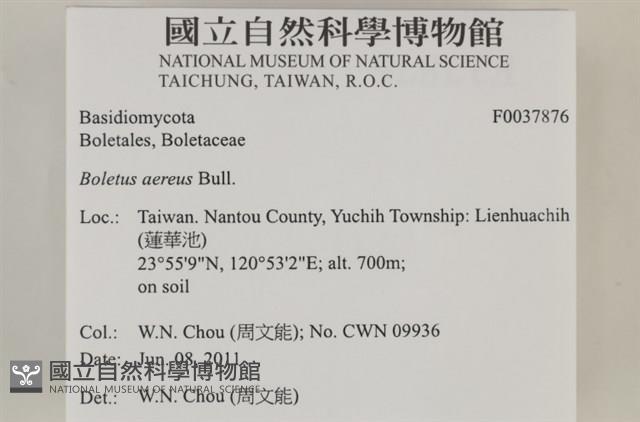 國立自然科學博物館
NATIONAL MUSEUM OF NATURAL SCIENCE
TAICHUNG, TAIWAN, R.O.C.
Basidiomycota F0037876
Boletales, Boletaceae
Boletus aereus Bull.
Loc.: Taiwan. Nantou County, Yuchih Township: Lienhuachih
(蓮華池)
23°55'9"N, 120°53'2"E; alt. 700m;
on soil
Col.: W.N. Chou (周文能); No. CWN 09936
Date: Jun. 08, 2011
國立自然科學博物館
NATIONAL MUSEUM OF NATURAL SCIENCE
Det.: W.N. Chou (周文能)